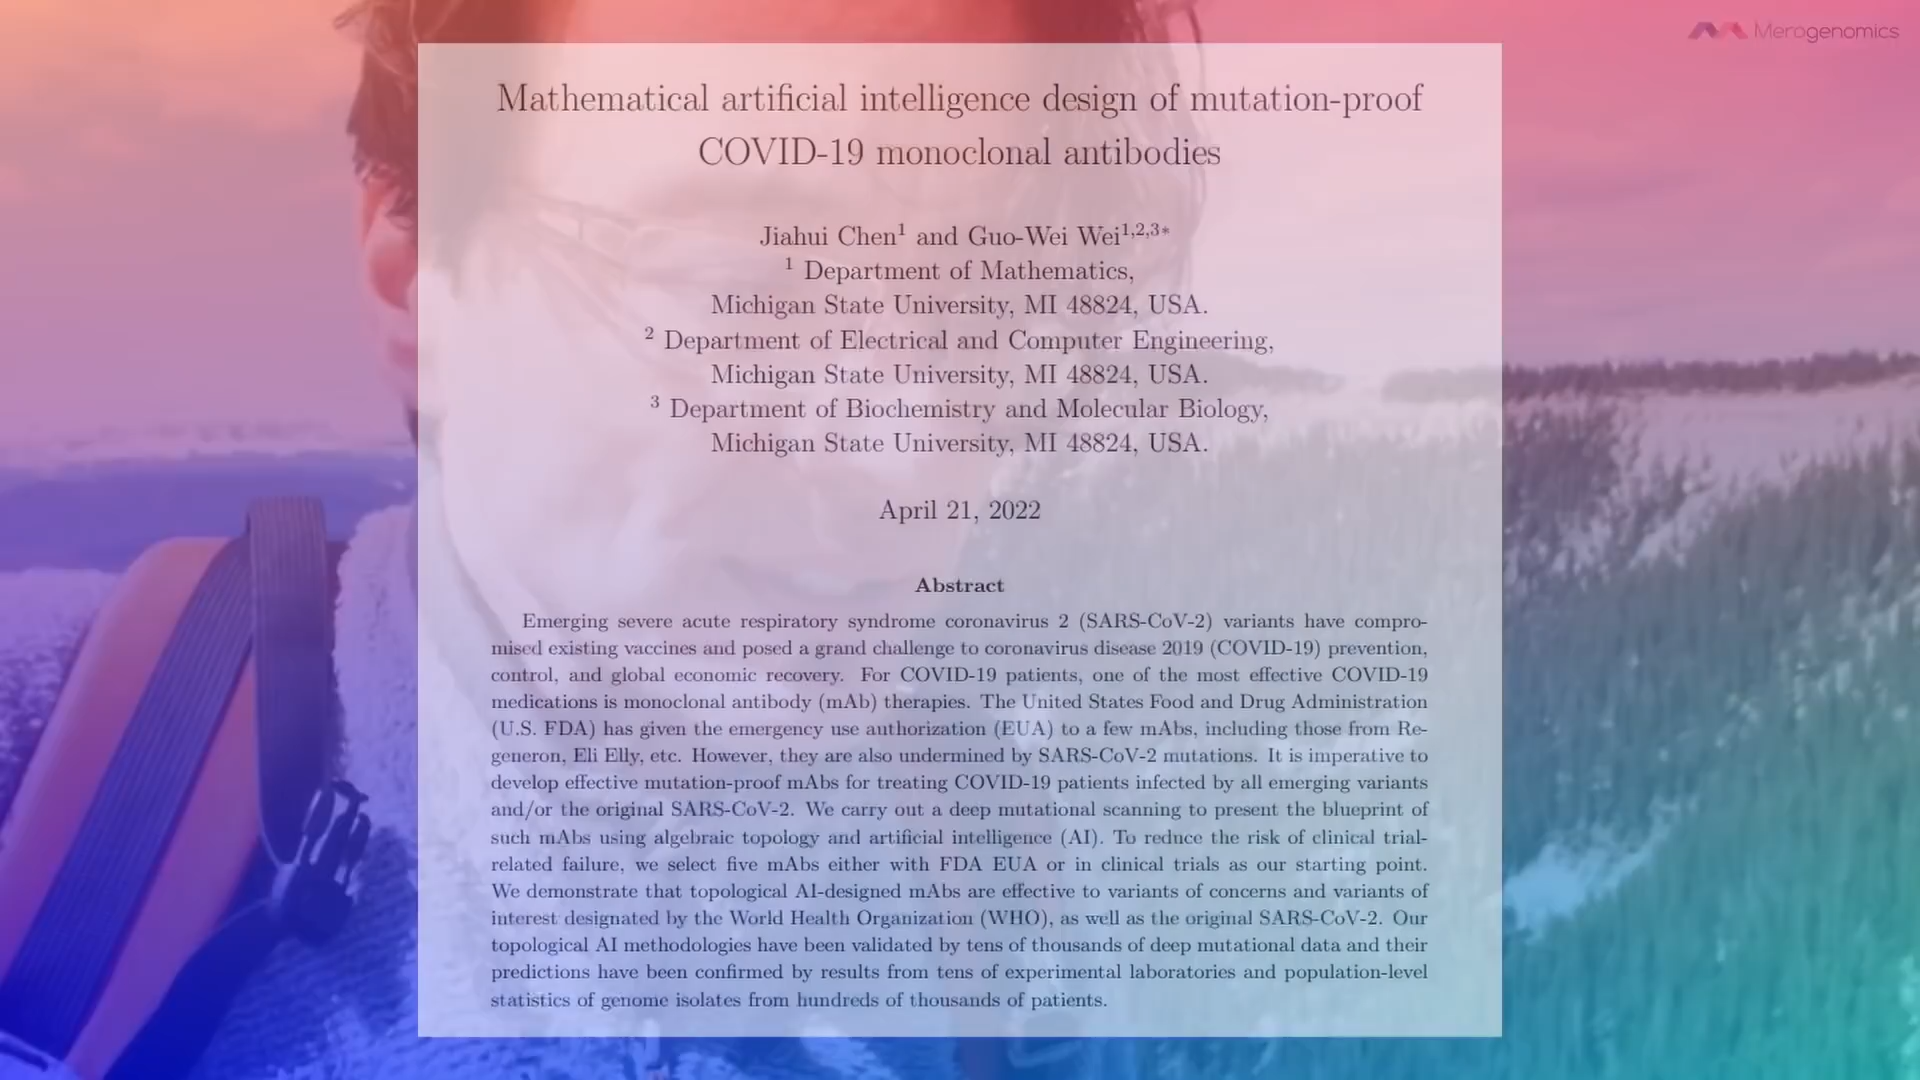 Merogenomics
Mathematical artificial intelligence design of mutation-proof
COVID-19 monoclonal antibodies
Jiahui Chen¹ and Guo-Wei Wei¹,²,³*
¹ Department of Mathematics,
Michigan State University, MI 48824, USA.
² Department of Electrical and Computer Engineering,
Michigan State University, MI 48824, USA.
³ Department of Biochemistry and Molecular Biology,
Michigan State University, MI 48824, USA.
April 21, 2022
Abstract
Emerging severe acute respiratory syndrome coronavirus 2 (SARS-CoV-2) variants have compro-
mised existing vaccines and posed a grand challenge to coronavirus disease 2019 (COVID-19) prevention,
control, and global economic recovery. For COVID-19 patients, one of the most effective COVID-19
medications is monoclonal antibody (mAb) therapies. The United States Food and Drug Administration
(U.S. FDA) has given the emergency use authorization (EUA) to a few mAbs, including those from Re-
generon, Eli Elly, etc. However, they are also undermined by SARS-CoV-2 mutations. It is imperative to
develop effective mutation-proof mAbs for treating COVID-19 patients infected by all emerging variants
and/or the original SARS-CoV-2. We carry out a deep mutational scanning to present the blueprint of
such mAbs using algebraic topology and artificial intelligence (AI). To reduce the risk of clinical trial-
related failure, we select five mAbs either with FDA EUA or in clinical trials as our starting point.
We demonstrate that topological AI-designed mAbs are effective to variants of concerns and variants of
interest designated by the World Health Organization (WHO), as well as the original SARS-CoV-2. Our
topological AI methodologies have been validated by tens of thousands of deep mutational data and their
predictions have been confirmed by results from tens of experimental laboratories and population-level
statistics of genome isolates from hundreds of thousands of patients.